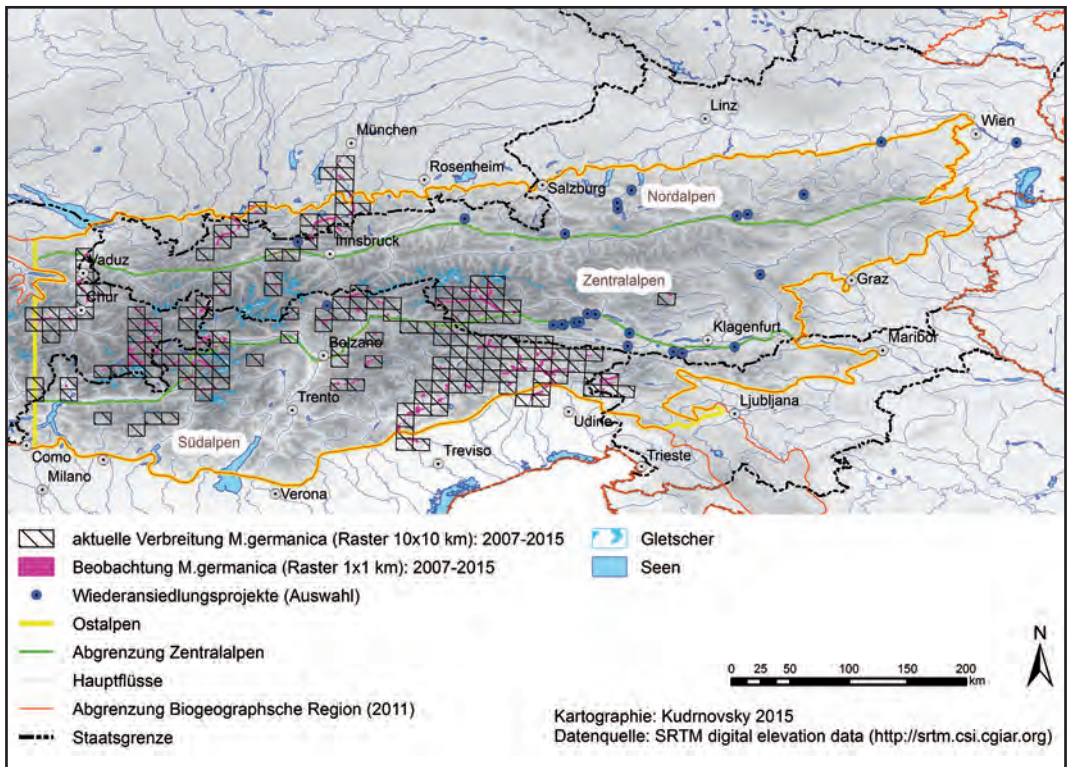 Linz
Wien
München
Rosenheim
Salzburg
Nordalpen
Innsbruck
Vaduz
Zentralalpen
Graz
Chur
Klagenfurt
Maribor
Bolzano
Trento
Ljubljana
Udine
Südalpen
Como
Treviso
Trieste
Milano
Verona
aktuelle Verbreitung M.germanica (Raster 10x10 km): 2007-2015
Gletscher
Beobachtung M.germanica (Raster 1x1 km): 2007-2015
Seen
Wiederansiedlungsprojekte (Auswahl)
Ostalpen
Abgrenzung Zentralalpen
Hauptflüsse
Abgrenzung Biogeographsche Region (2011)
Staatsgrenze
N
0 25 50 100 150 200
km
Kartographie: Kudrnovsky 2015
Datenquelle: SRTM digital elevation data (http://srtm.csi.cgiar.org)